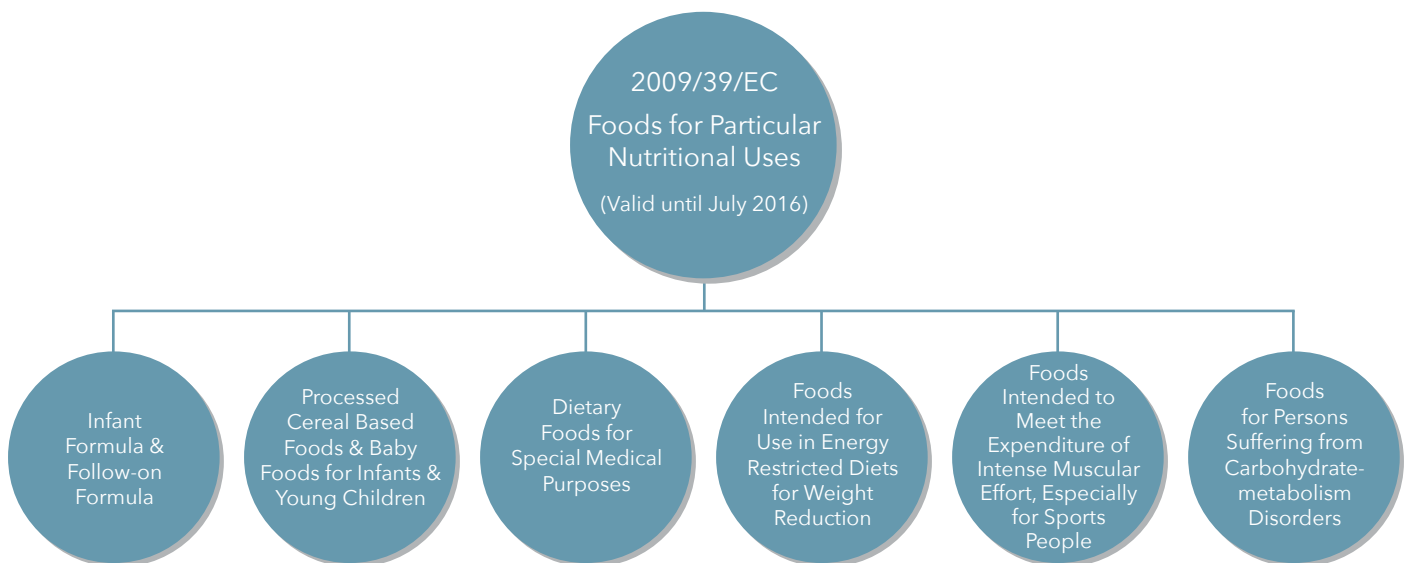 2009/39/EC
Foods for Particular
Nutritional Uses
(Valid until July 2016)
Infant
Formula &
Follow-on
Formula
Processed
Cereal Based
Foods & Baby
Foods for Infants &
Young Children
Dietary
Foods for
Special Medical
Purposes
Foods
Intended for
Use in Energy
Restricted Diets
for Weight
Reduction
Foods
Intended to
Meet the
Expenditure of
Intense Muscular
Effort, Especially
for Sports
People
Foods
for Persons
Suffering from
Carbohydrate-
metabolism
Disorders